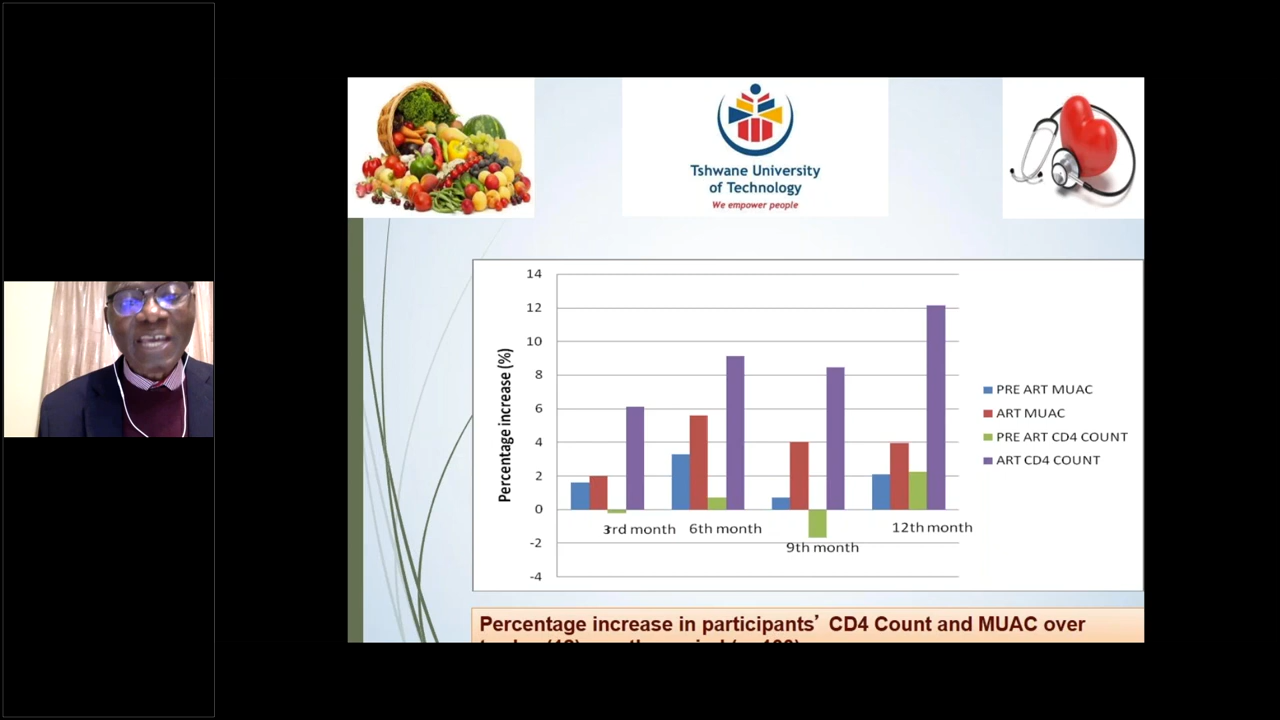 Tshwane University
of Technology
We empower people
Percentage increase (%)
14
12
10
8
6
4
2
0
-2
-4
3rd month
6th month
9th month
12th month
PRE ART MUAC
ART MUAC
PRE ART CD4 COUNT
ART CD4 COUNT
Percentage increase in participants’ CD4 Count and MUAC over